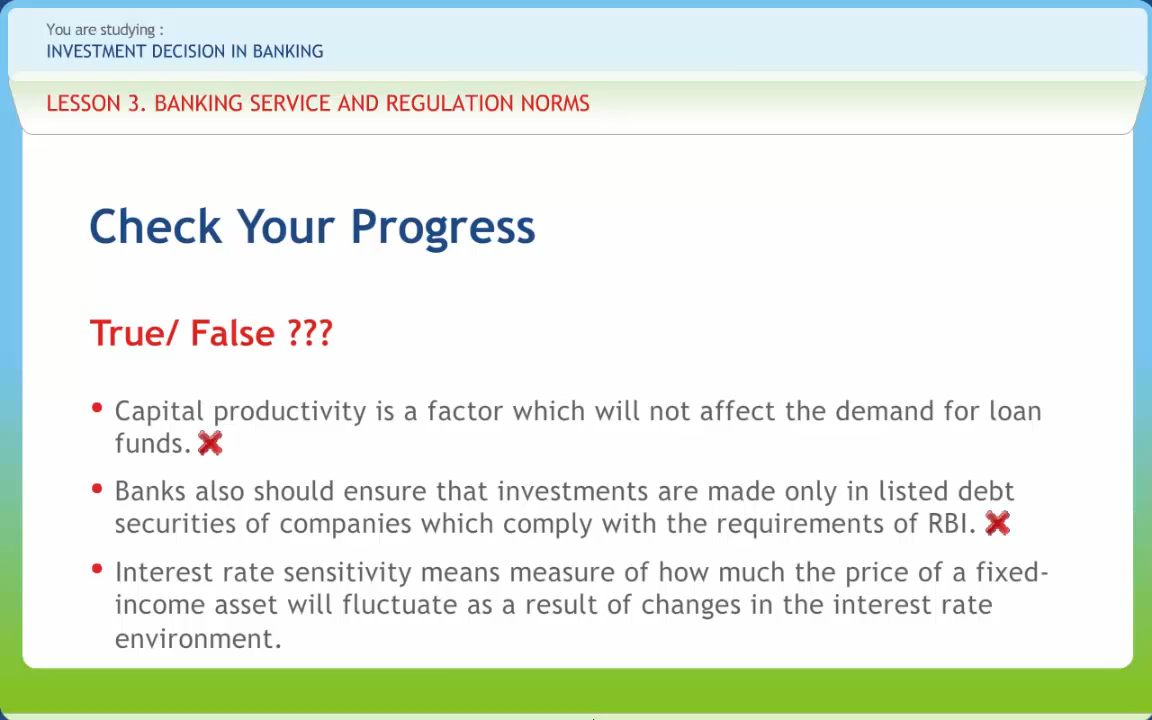 You are studying :
INVESTMENT DECISION IN BANKING
LESSON 3. BANKING SERVICE AND REGULATION NORMS
Check Your Progress
True/ False ???
• Capital productivity is a factor which will not affect the demand for loan
funds.
• Banks also should ensure that investments are made only in listed debt
securities of companies which comply with the requirements of RBI.
• Interest rate sensitivity means measure of how much the price of a fixed-
income asset will fluctuate as a result of changes in the interest rate
environment.